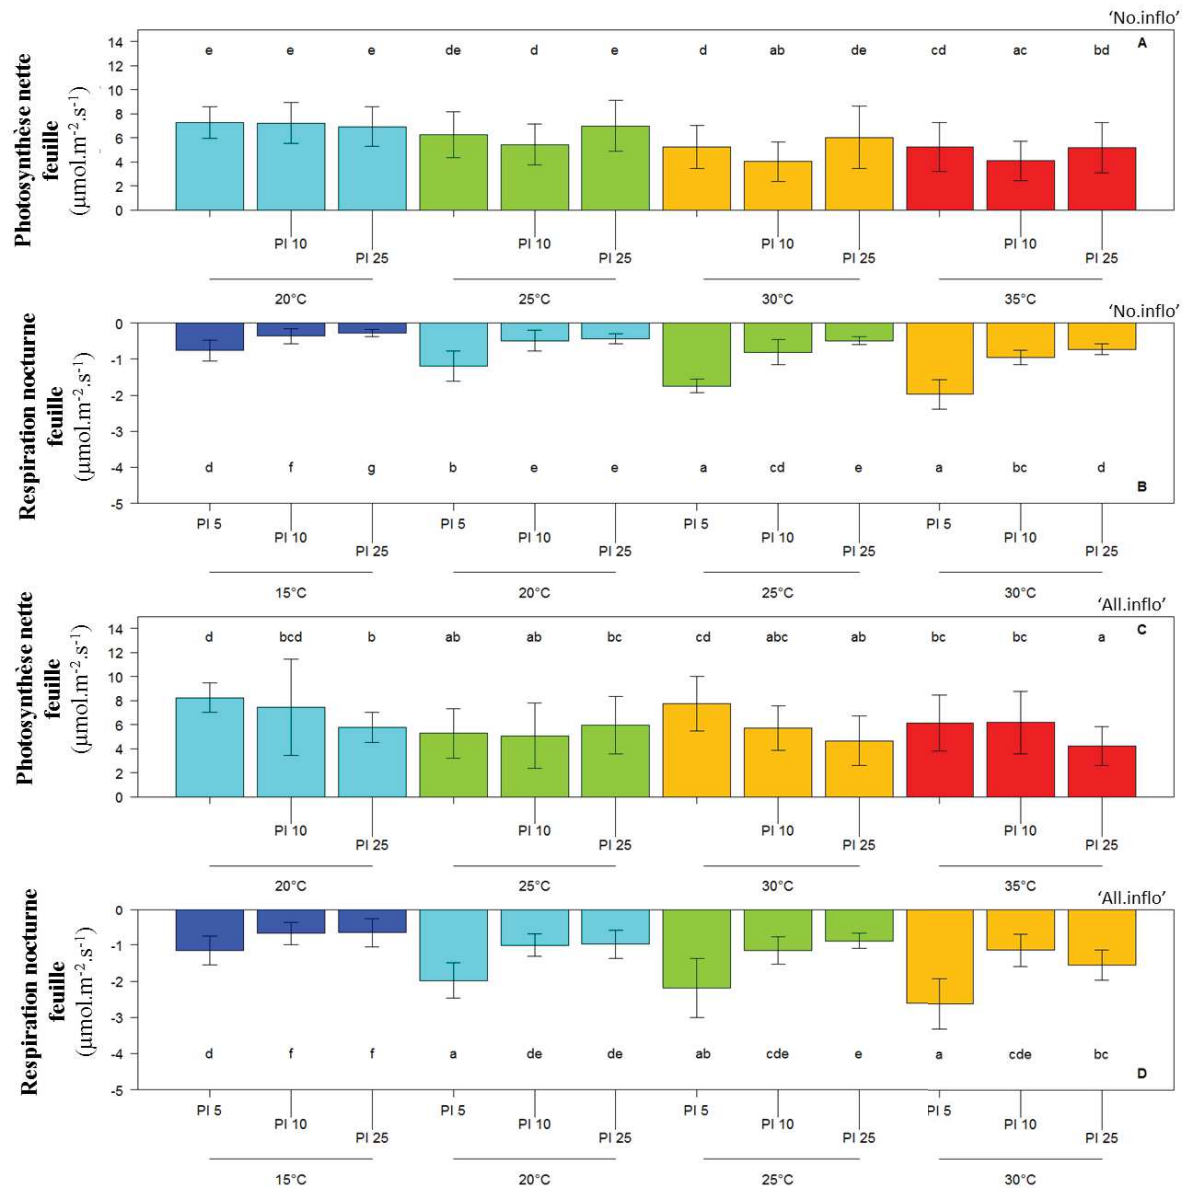 'No.inflo'
Photosynthèse nette
feuille
(µmol.m⁻².s⁻¹)
14
12
10
8
6
4
2
0
e e e de d e d ab de cd ac bd
A
PI 10 PI 10 PI 10 PI 10
PI 25 PI 25 PI 25 PI 25
20°C 25°C 30°C 35°C
'No.inflo'
Respiration nocturne
feuille
(µmol.m⁻².s⁻¹)
0
-1
-2
-3
-4
-5
d f g b e e a cd e a bc d
B
PI 5 PI 5 PI 5 PI 5
PI 10 PI 10 PI 10 PI 10
PI 25 PI 25 PI 25 PI 25
15°C 20°C 25°C 30°C
'All.inflo'
Photosynthèse nette
feuille
(µmol.m⁻².s⁻¹)
14
12
10
8
6
4
2
0
d bcd b ab ab bc cd abc ab bc bc a
C
PI 10 PI 10 PI 10 PI 10
PI 25 PI 25 PI 25 PI 25
20°C 25°C 30°C 35°C
'All.inflo'
Respiration nocturne
feuille
(µmol.m⁻².s⁻¹)
0
-1
-2
-3
-4
-5
d f f a de de ab cde e a cde bc
D
PI 5 PI 5 PI 5 PI 5
PI 10 PI 10 PI 10 PI 10
PI 25 PI 25 PI 25 PI 25
15°C 20°C 25°C 30°C